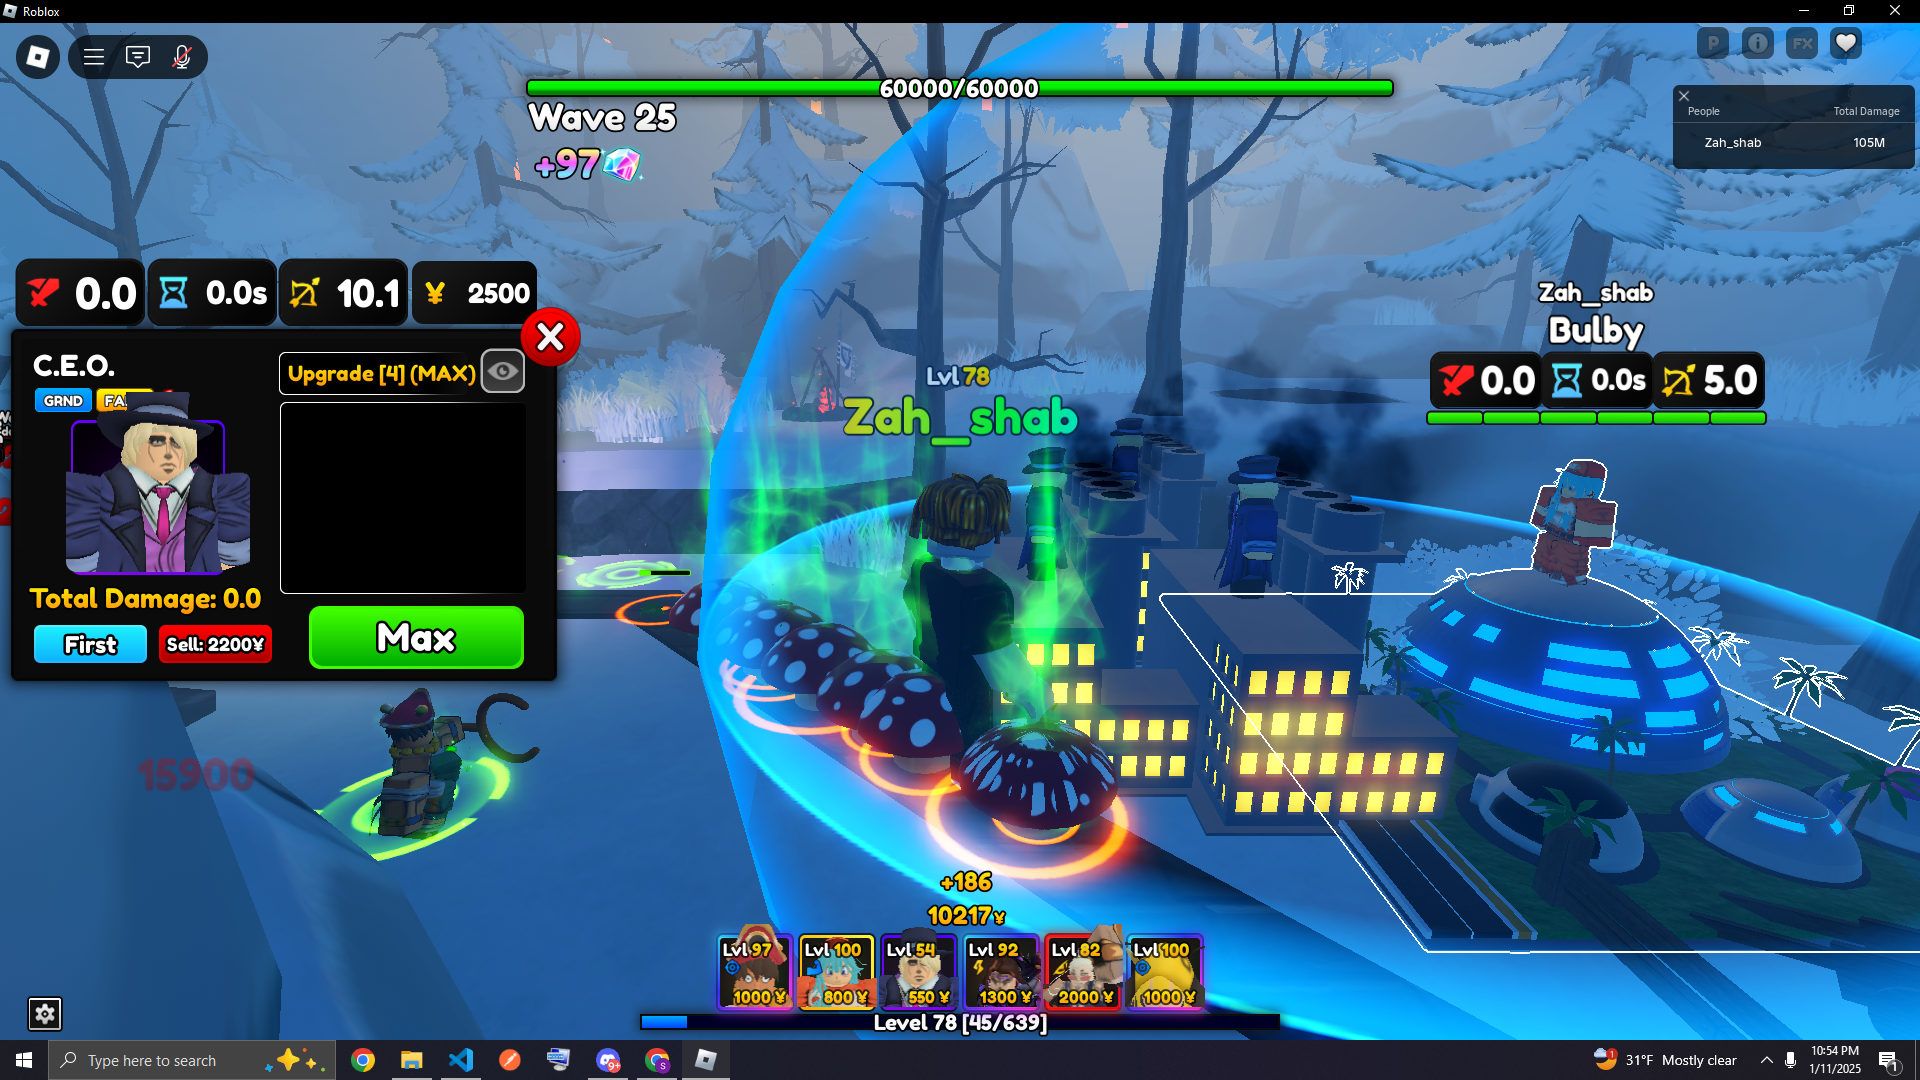 Roblox
P
FX
60000/60000
Wave 25
+97
People Total Damage
Zah_shab 105M
0.0 0.0s 10.1 ¥ 2500
C.E.O.
GRND
Upgrade [4] (MAX)
Total Damage: 0.0
First
Sell: 2200¥
Max
15900
Lvl 78
Zah_shab
Zah_shab
Bulby
0.0 0.0s 5.0
+186
10217¥
Lvl 97 Lvl 100 Lvl 54 Lvl 92 Lvl 82 Lvl 100
1000 ¥ 800 ¥ 550 ¥ 1300 ¥ 2000 ¥ 1000 ¥
Level 78 [45/639]
Type here to search
9+
S
1
31°F Mostly clear
10:54 PM
1/11/2025
1